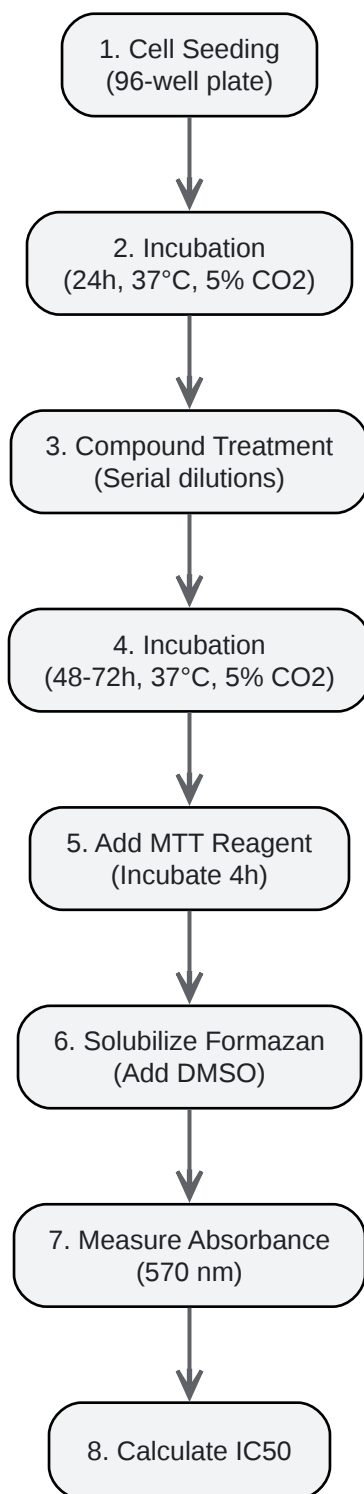 1. Cell Seeding
(96-well plate)
2. Incubation
(24h, 37°C, 5% CO2)
3. Compound Treatment
(Serial dilutions)
4. Incubation
(48-72h, 37°C, 5% CO2)
5. Add MTT Reagent
(Incubate 4h)
6. Solubilize Formazan
(Add DMSO)
7. Measure Absorbance
(570 nm)
8. Calculate IC50